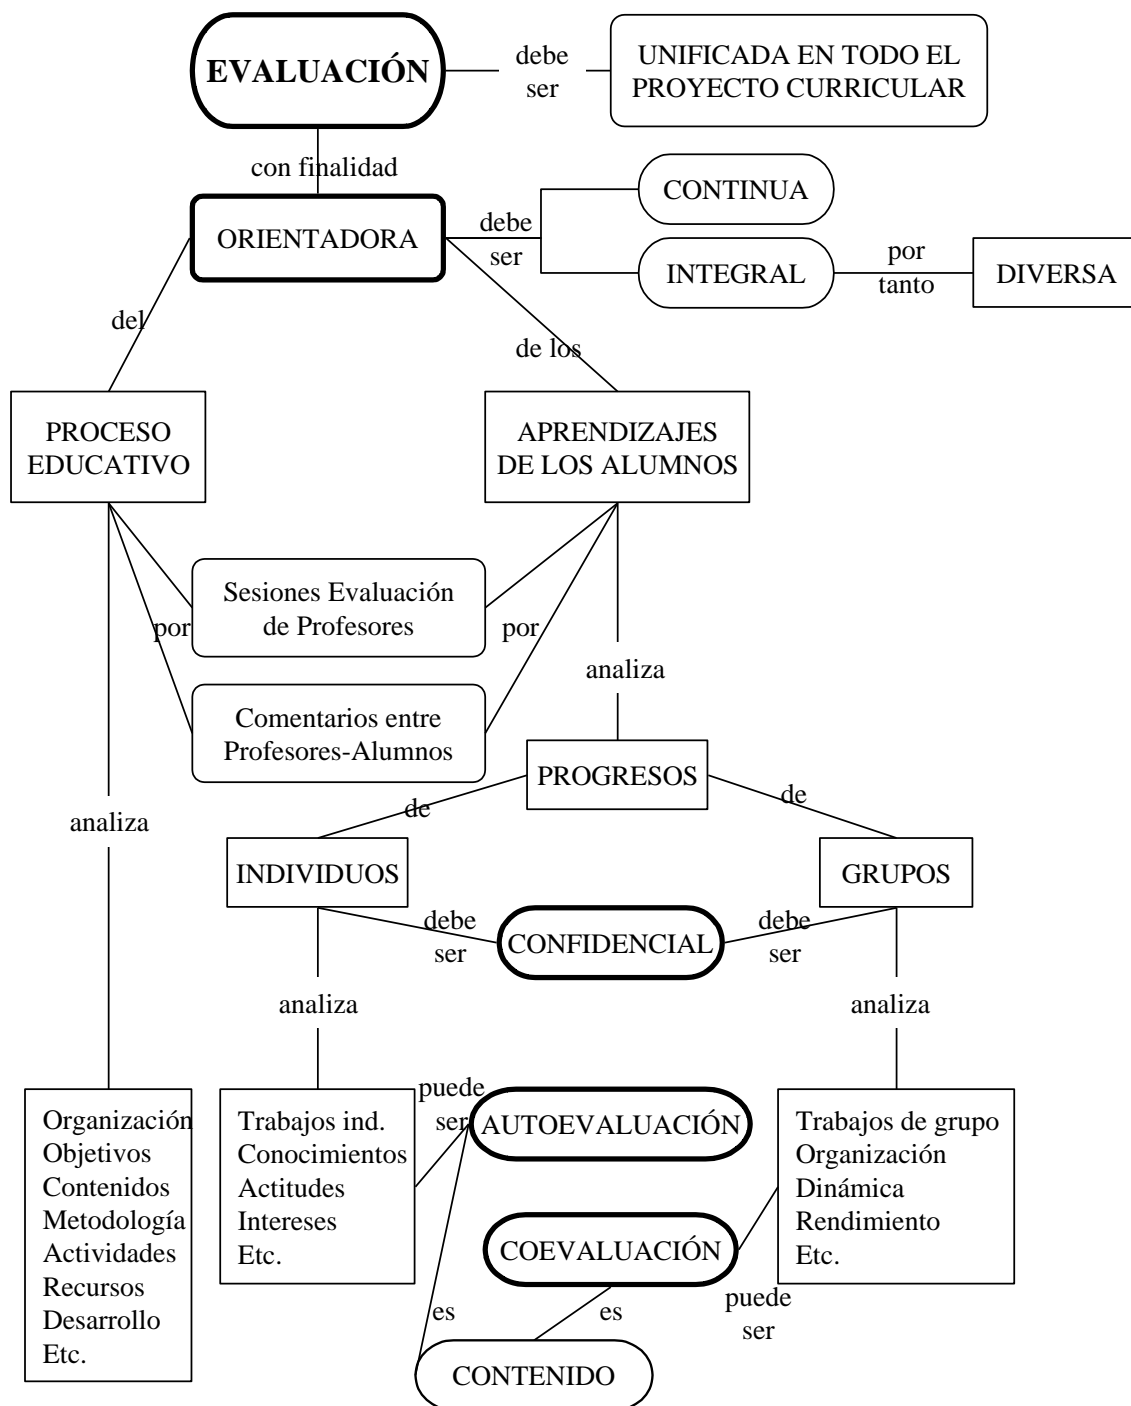 EVALUACIÓN
debe
ser
UNIFICADA EN TODO EL
PROYECTO CURRICULAR
con finalidad
ORIENTADORA
debe
ser
CONTINUA
INTEGRAL
por
tanto
DIVERSA
del
de los
PROCESO
EDUCATIVO
APRENDIZAJES
DE LOS ALUMNOS
Sesiones Evaluación
de Profesores
por
por
analiza
Comentarios entre
Profesores-Alumnos
PROGRESOS
analiza
de
de
INDIVIDUOS
GRUPOS
debe
ser
CONFIDENCIAL
debe
ser
analiza
analiza
Organización
Objetivos
Contenidos
Metodología
Actividades
Recursos
Desarrollo
Etc.
Trabajos ind.
Conocimientos
Actitudes
Intereses
Etc.
puede
ser
AUTOEVALUACIÓN
Trabajos de grupo
Organización
Dinámica
Rendimiento
Etc.
COEVALUACIÓN
puede
ser
es
es
CONTENIDO